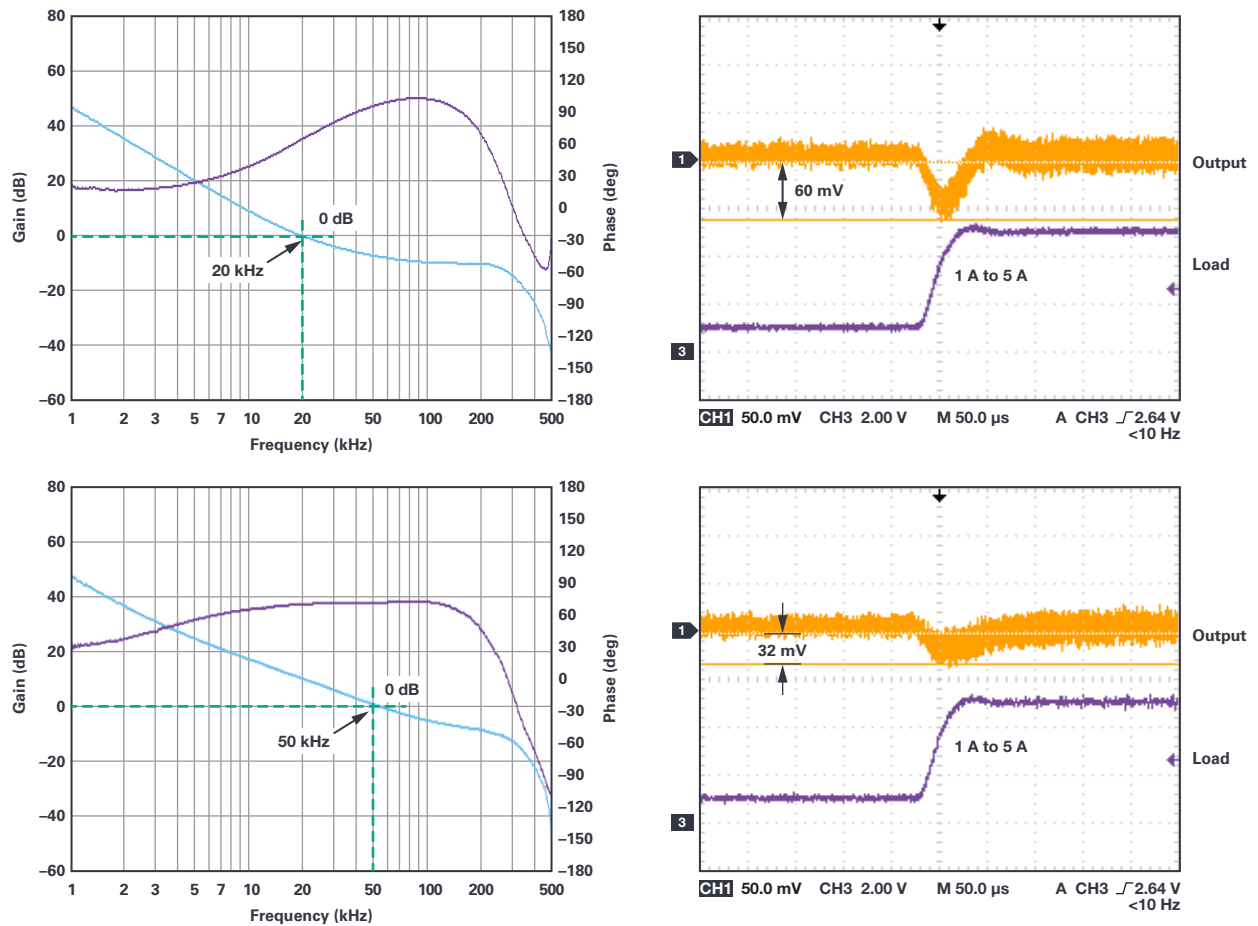 80
60
40
20
0
–20
–40
–60
Gain (dB)
180
150
120
90
60
30
0
–30
–60
–90
–120
–150
–180
Phase (deg)
0 dB
20 kHz
1 2 3 5 7 10 20 50 100 200 500
Frequency (kHz)
1
60 mV
Output
1 A to 5 A
Load
3
CH1 50.0 mV CH3 2.00 V M 50.0 µs A CH3 2.64 V
<10 Hz
80
60
40
20
0
–20
–40
–60
Gain (dB)
180
150
120
90
60
30
0
–30
–60
–90
–120
–150
–180
Phase (deg)
0 dB
50 kHz
1 2 3 5 7 10 20 50 100 200 500
Frequency (kHz)
1
32 mV
Output
1 A to 5 A
Load
3
CH1 50.0 mV CH3 2.00 V M 50.0 µs A CH3 2.64 V
<10 Hz